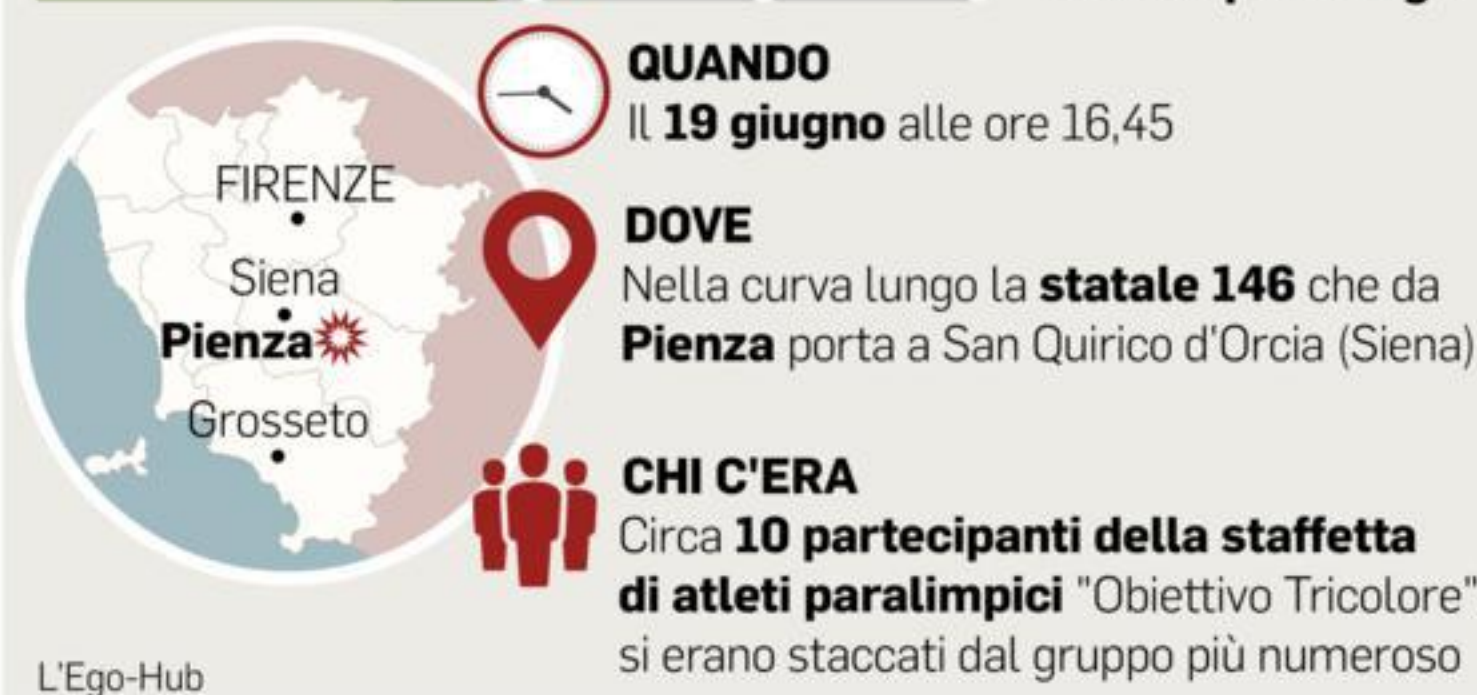 QUANDO
Il 19 giugno alle ore 16,45
FIRENZE
Siena
Pienza
Grosseto
DOVE
Nella curva lungo la statale 146 che da
Pienza porta a San Quirico d'Orcia (Siena)
CHI C'ERA
Circa 10 partecipanti della staffetta
di atleti paralimpici "Obiettivo Tricolore"
si erano staccati dal gruppo più numeroso
L'Ego-Hub